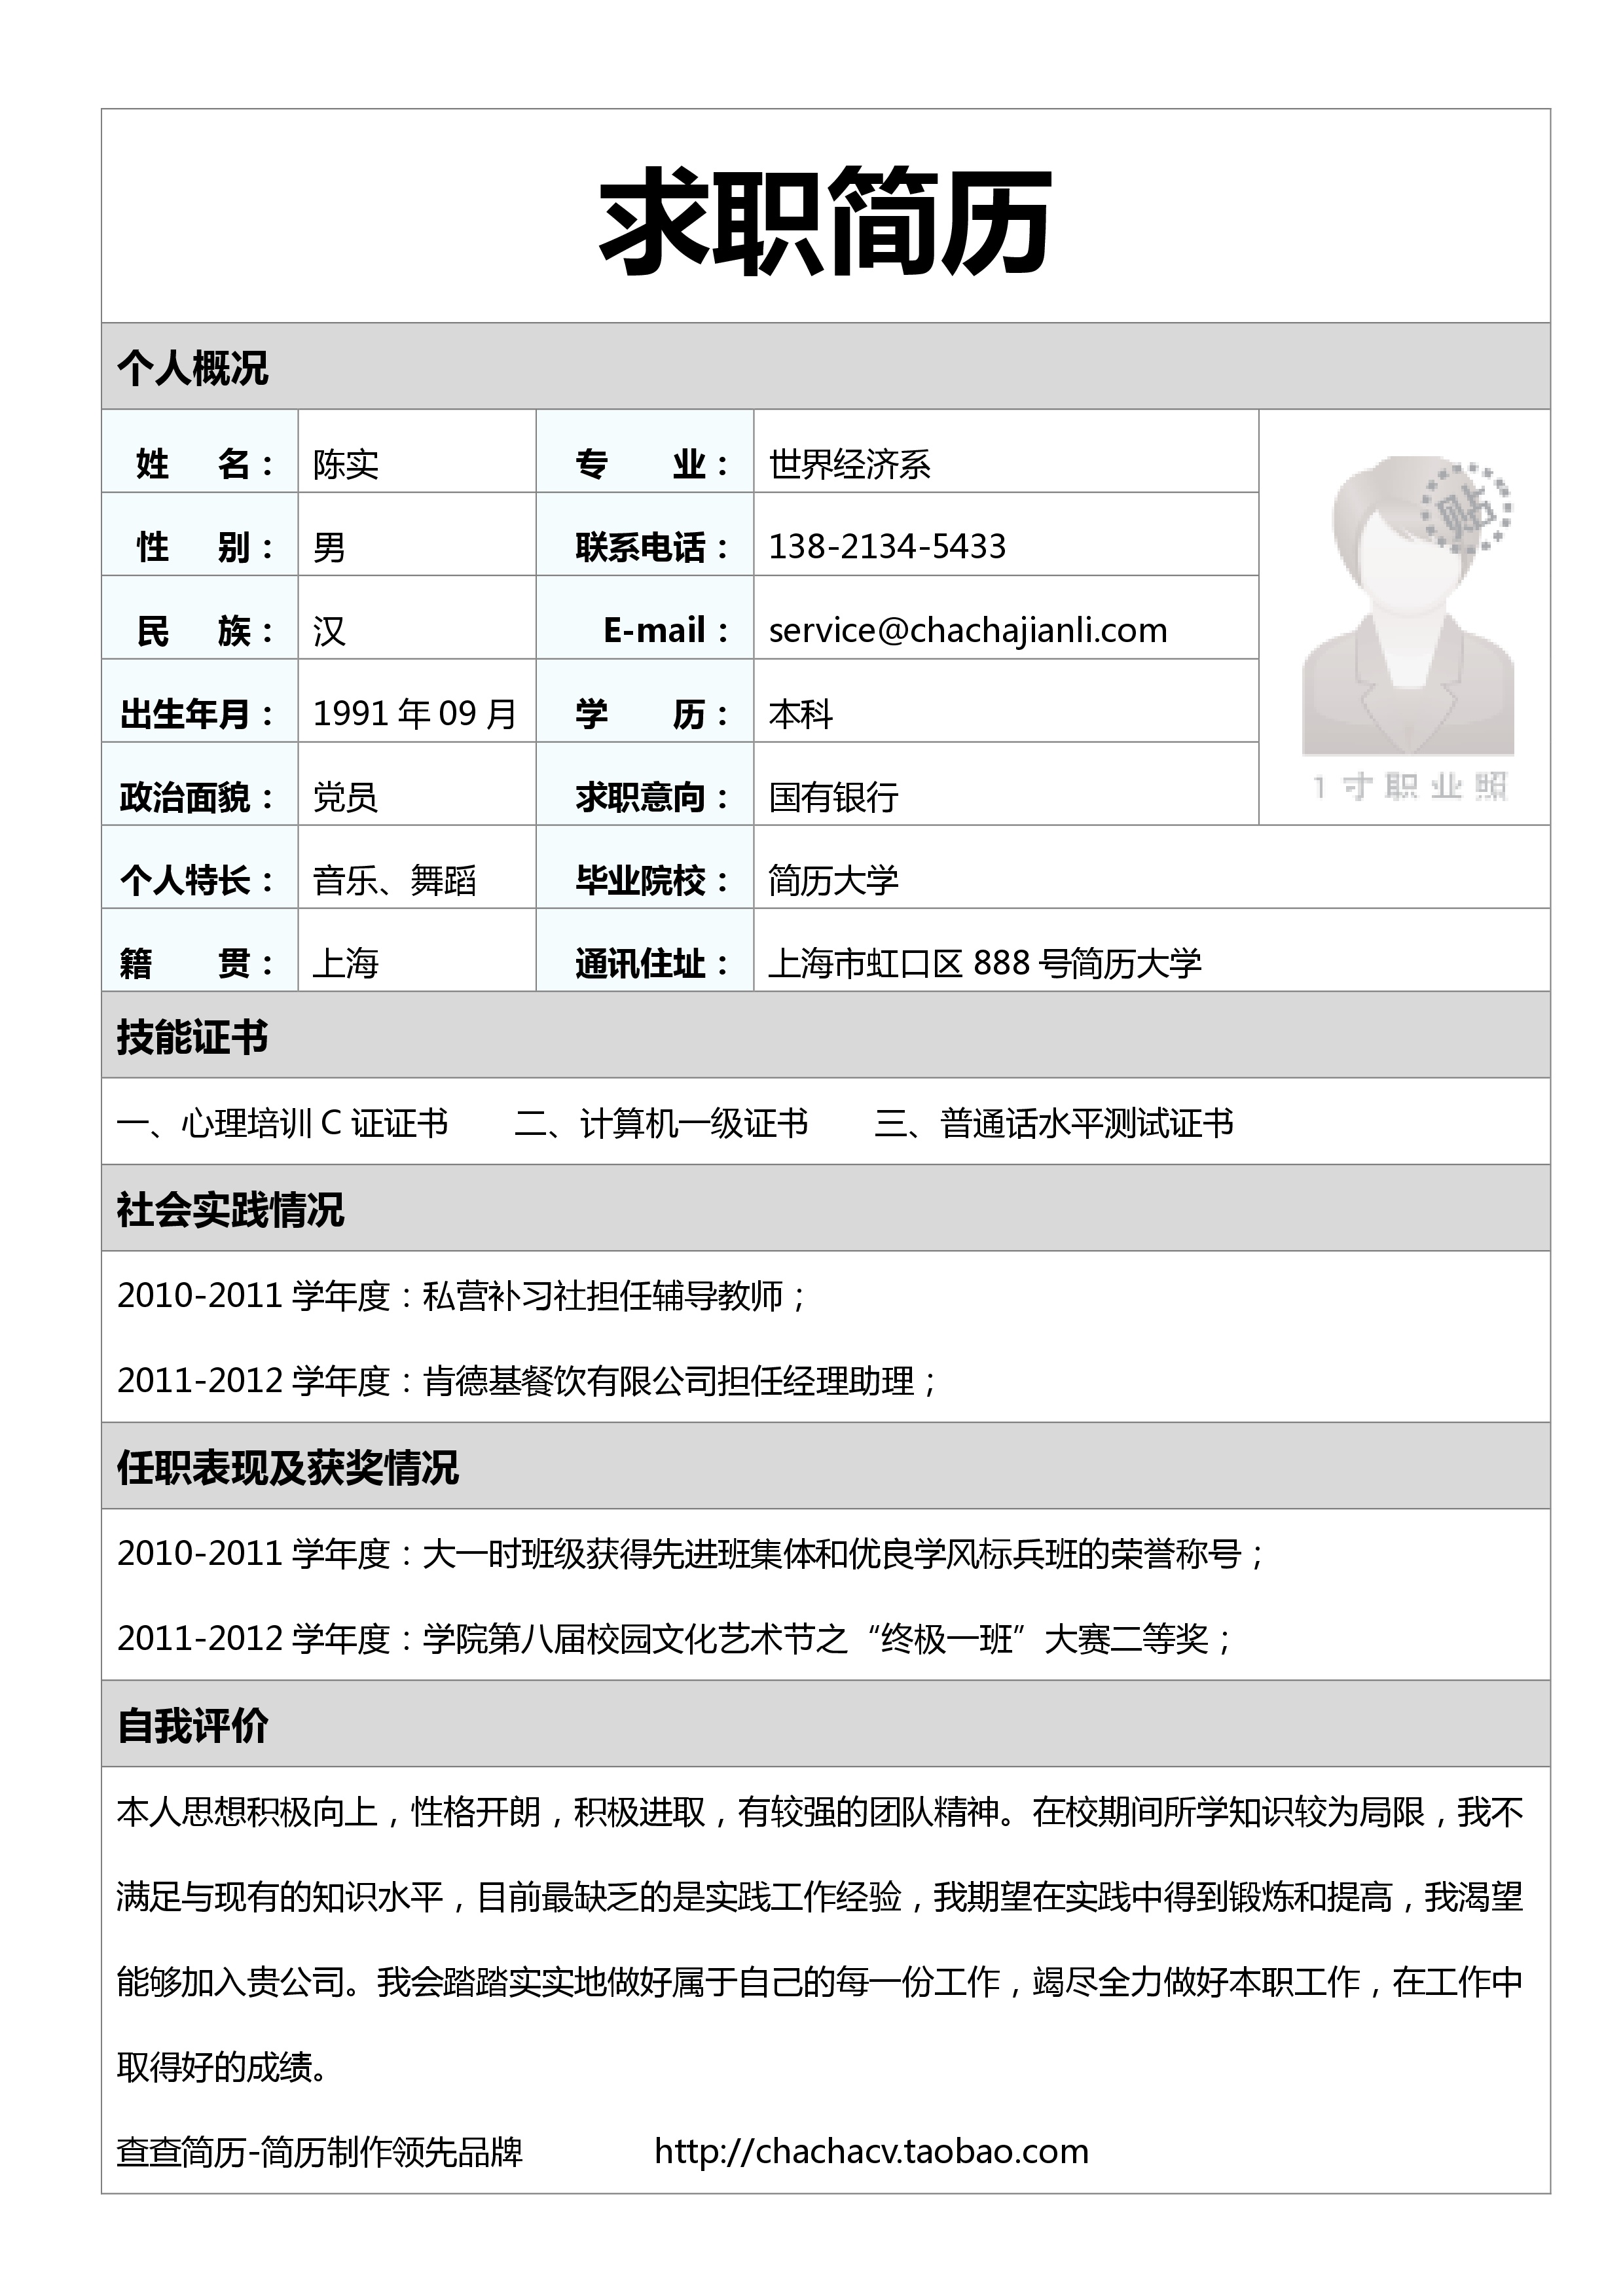 求职简历
个人概况
姓 名： 陈实 专 业： 世界经济系
贴
性 别： 男 联系电话： 138-2134-5433
民 族： 汉 E-mail： service@chachajianli.com
出生年月： 1991 年 09 月 学 历： 本科
政治面貌： 党员 求职意向： 国有银行
1 寸 职 业 照
个人特长： 音乐、舞蹈 毕业院校： 简历大学
籍 贯： 上海 通讯住址： 上海市虹口区 888 号简历大学
技能证书
一、心理培训 C 证证书 二、计算机一级证书 三、普通话水平测试证书
社会实践情况
2010-2011 学年度：私营补习社担任辅导教师；
2011-2012 学年度：肯德基餐饮有限公司担任经理助理；
任职表现及获奖情况
2010-2011 学年度：大一时班级获得先进班集体和优良学风标兵班的荣誉称号；
2011-2012 学年度：学院第八届校园文化艺术节之“终极一班”大赛二等奖；
自我评价
本人思想积极向上，性格开朗，积极进取，有较强的团队精神。在校期间所学知识较为局限，我不
满足与现有的知识水平，目前最缺乏的是实践工作经验，我期望在实践中得到锻炼和提高，我渴望
能够加入贵公司。我会踏踏实实地做好属于自己的每一份工作，竭尽全力做好本职工作，在工作中
取得好的成绩。
查查简历-简历制作领先品牌 http://chachacv.taobao.com